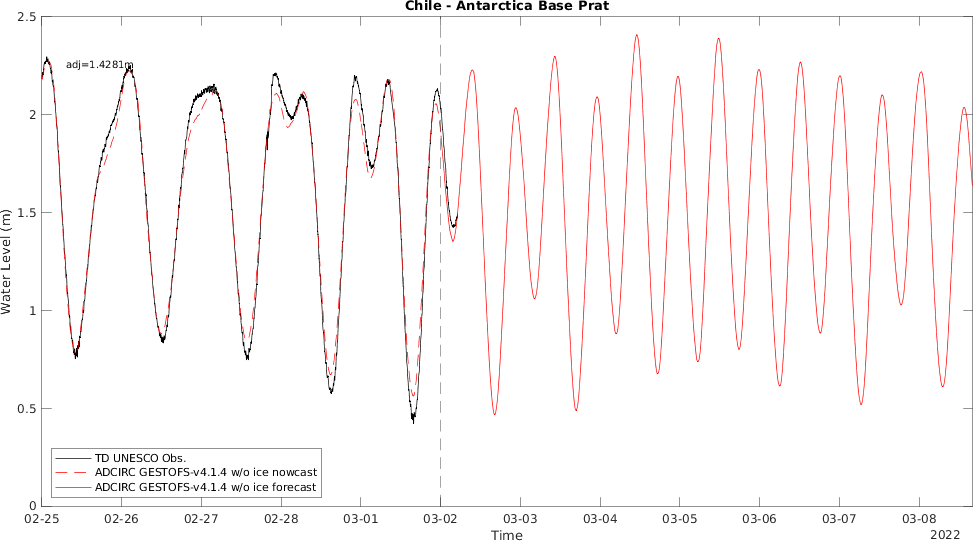 Chile - Antarctica Base Prat
2.5
adj=1.4281m
2
1.5
Water Level (m)
1
0.5
TD UNESCO Obs.
ADCIRC GESTOFS-v4.1.4 w/o ice nowcast
ADCIRC GESTOFS-v4.1.4 w/o ice forecast
0
02-25 02-26 02-27 02-28 03-01 03-02 03-03 03-04 03-05 03-06 03-07 03-08
Time
2022